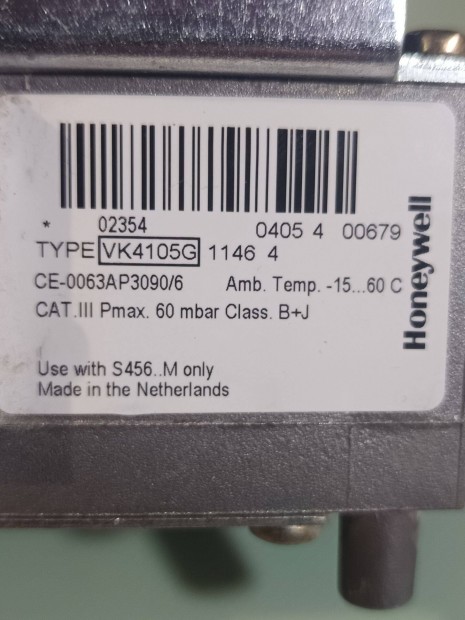 * 02354 0405 4 00679
TYPE VK4105G 1146 4
CE-0063AP3090/6 Amb. Temp. -15...60 C
CAT.III Pmax. 60 mbar Class. B+J
Use with S456..M only
Made in the Netherlands
Honeywell